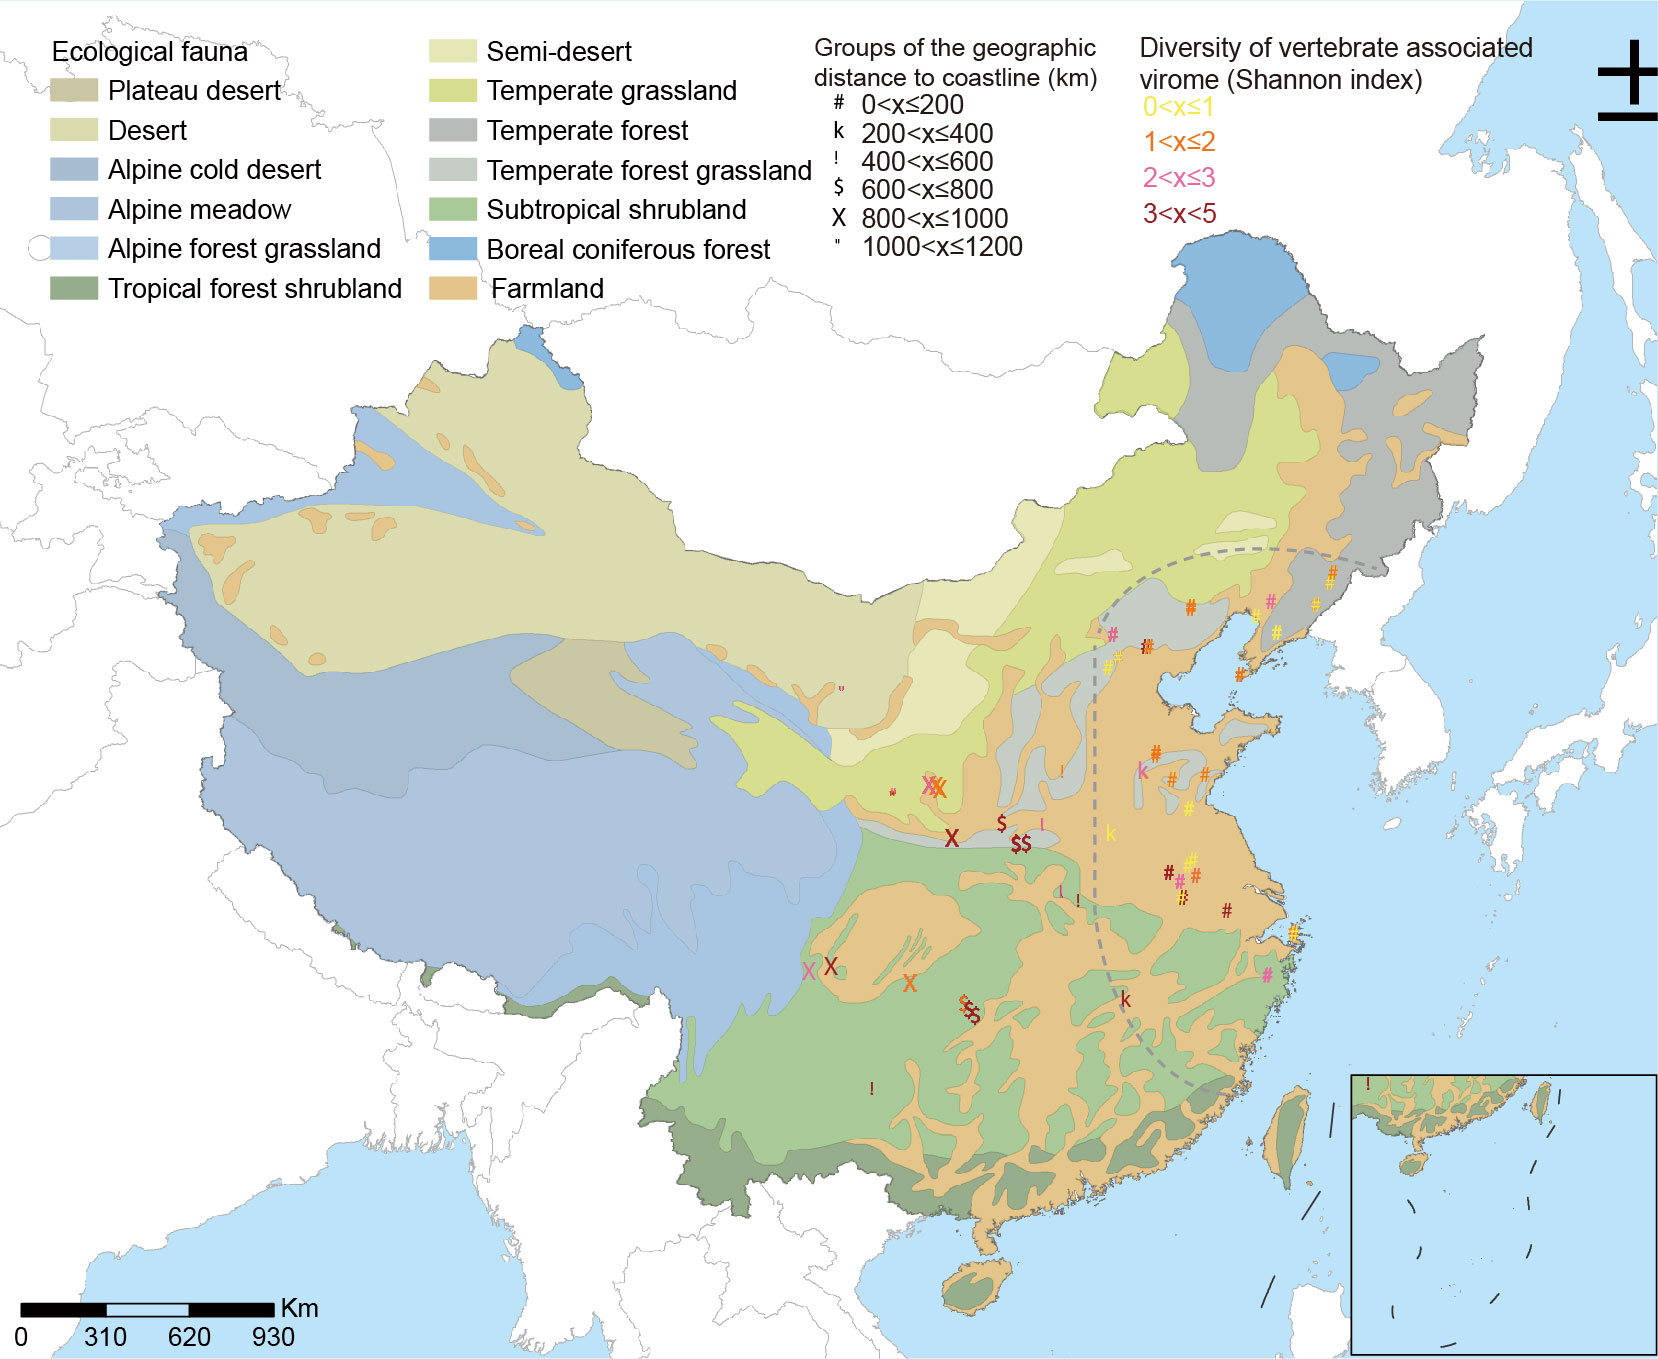 Ecological fauna
Plateau desert
Desert
Alpine cold desert
Alpine meadow
Alpine forest grassland
Tropical forest shrubland
Semi-desert
Temperate grassland
Temperate forest
Temperate forest grassland
Subtropical shrubland
Boreal coniferous forest
Farmland
Groups of the geographic
distance to coastline (km)
# 0<x≤200
k 200<x≤400
! 400<x≤600
$ 600<x≤800
X 800<x≤1000
" 1000<x≤1200
Diversity of vertebrate associated
virome (Shannon index)
0<x≤1
1<x≤2
2<x≤3
3<x<5
Km
0 310 620 930